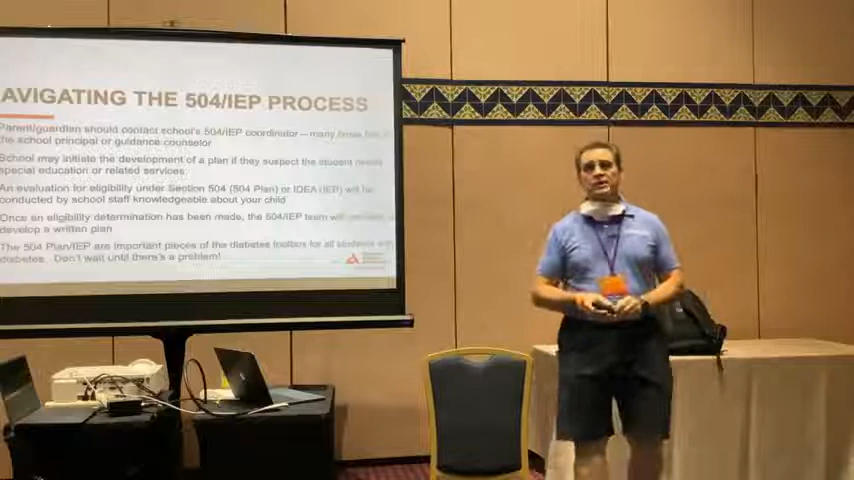 AVIGATING THE 504/IEP PROCESS
Parent/guardian should contact school's 504/IEP coordinator – many times
the school principal or guidance counselor
School may initiate the development of a plan if they suspect the student needs
special education or related services.
An evaluation for eligibility under Section 504 (504 Plan) or IDEA (IEP) will be
conducted by school staff knowledgeable about your child
Once an eligibility determination has been made, the 504/IEP team will
develop a written plan
The 504 Plan/IEP are important pieces of the diabetes toolbox for all students with
diabetes. Don't wait until there's a problem!